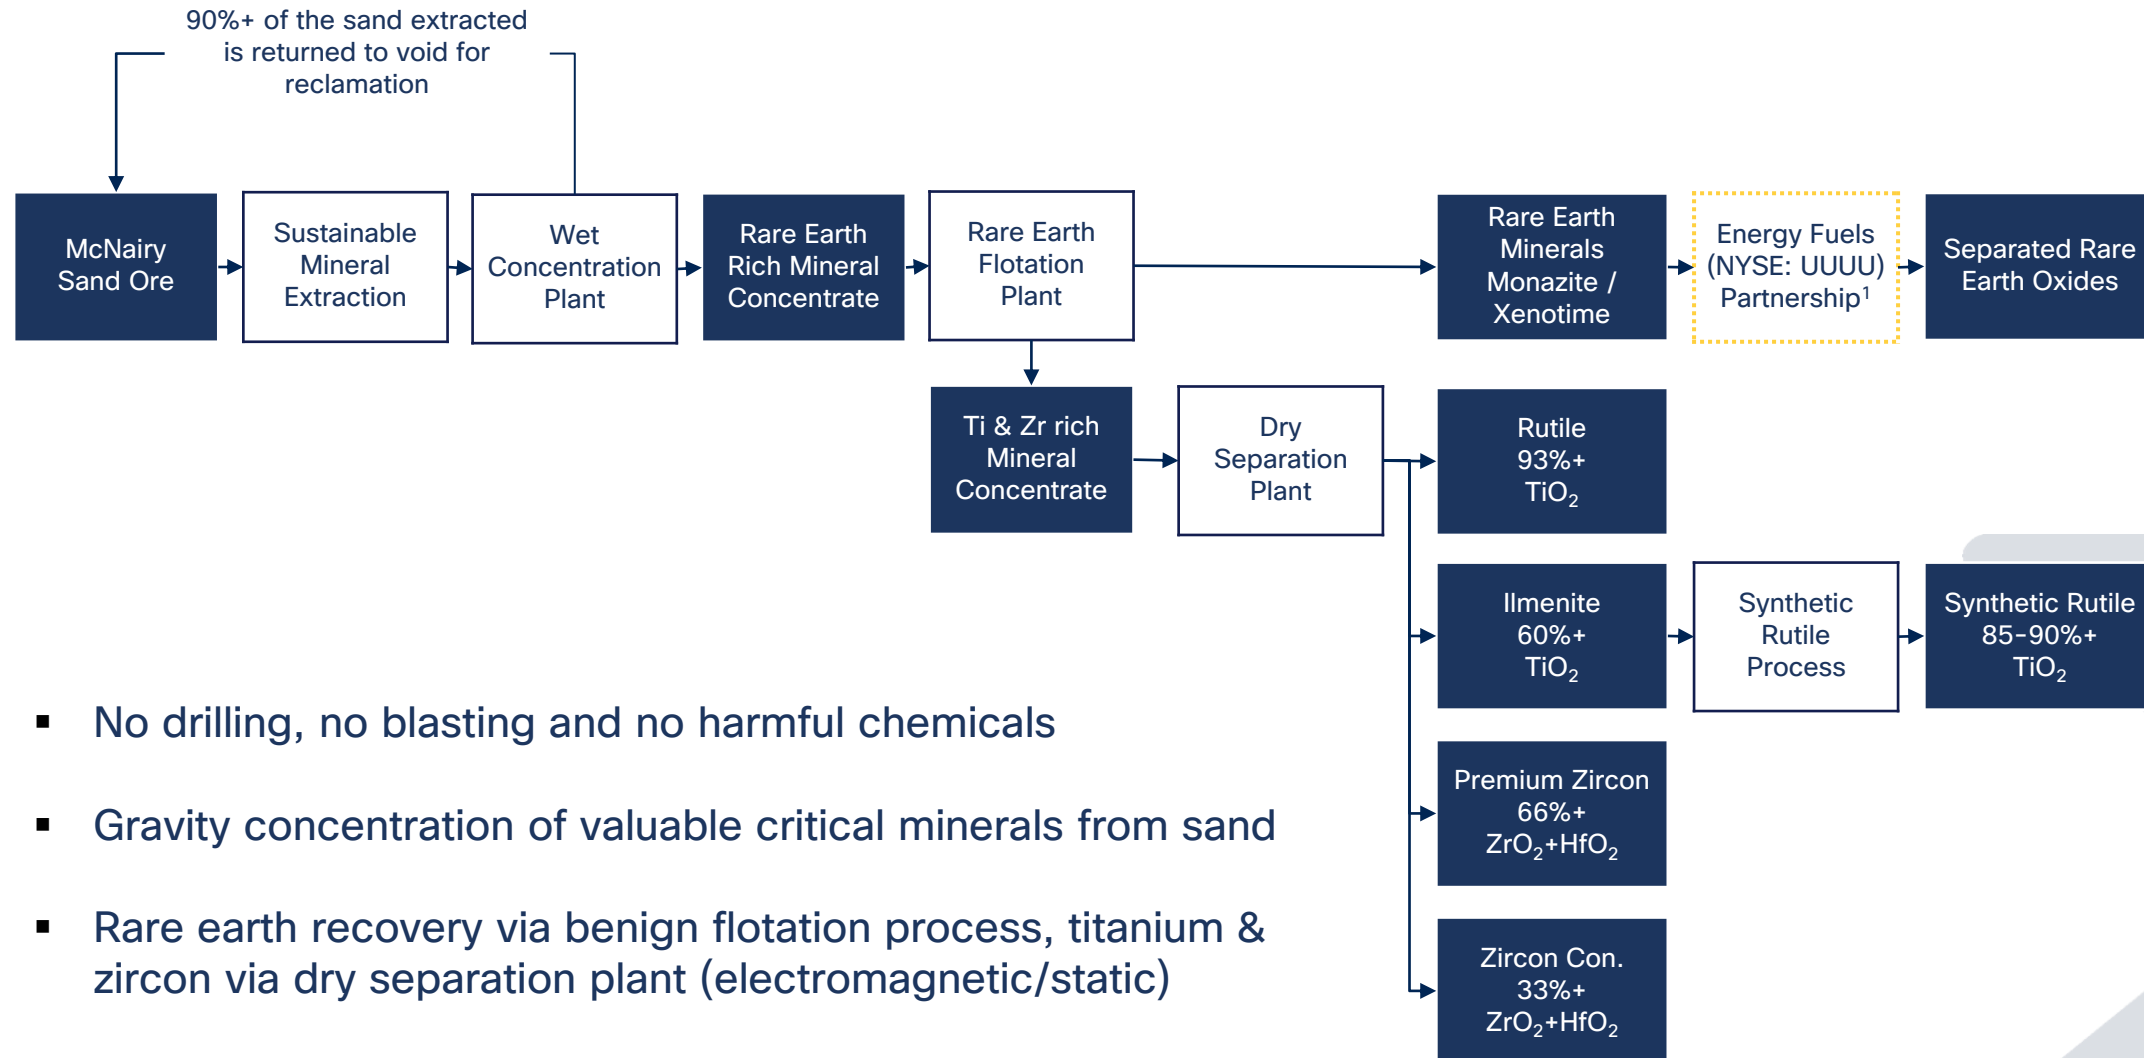 90%+ of the sand extracted
is returned to void for
reclamation
McNairy
Sand Ore
Sustainable
Mineral
Extraction
Wet
Concentration
Plant
Rare Earth
Rich Mineral
Concentrate
Rare Earth
Flotation
Plant
Rare Earth
Minerals
Monazite /
Xenotime
Energy Fuels
(NYSE: UUUU)
Partnership¹
Separated Rare
Earth Oxides
Ti & Zr rich
Mineral
Concentrate
Dry
Separation
Plant
Rutile
93%+
TiO₂
Ilmenite
60%+
TiO₂
Synthetic
Rutile
Process
Synthetic Rutile
85-90%+
TiO₂
Premium Zircon
66%+
ZrO₂+HfO₂
Zircon Con.
33%+
ZrO₂+HfO₂
▪ No drilling, no blasting and no harmful chemicals
▪ Gravity concentration of valuable critical minerals from sand
▪ Rare earth recovery via benign flotation process, titanium &
zircon via dry separation plant (electromagnetic/static)